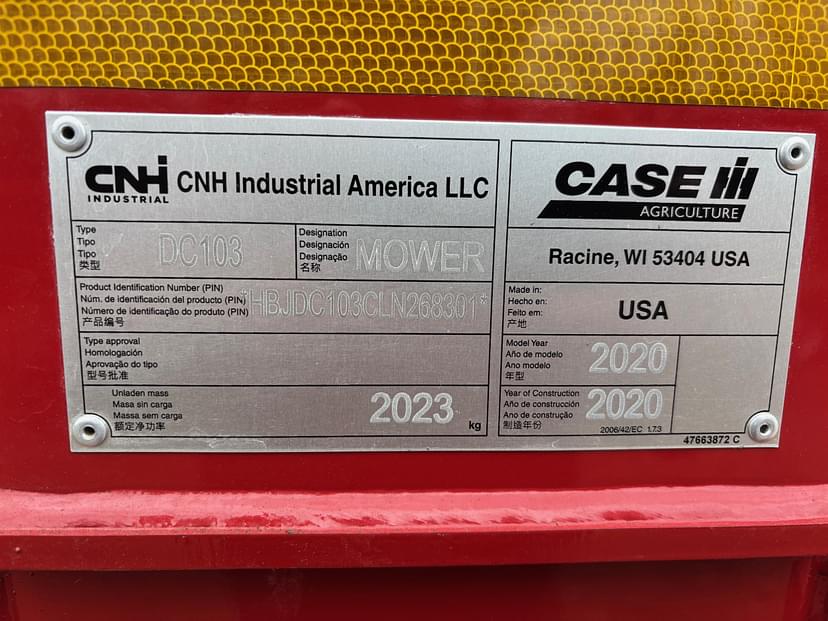 CNH INDUSTRIAL
CNH Industrial America LLC
CASE IH
AGRICULTURE
Type
Tipo
Tipo
类型
DC103
Designation
Designación
Designação
名称
MOWER
Racine, WI 53404 USA
Product Identification Number (PIN)
Núm. de identificación del producto (PIN)
Número de identificação do produto (PIN)
产品编号
*HBJDC103CLN268301*
Made in:
Hecho en:
Feito em:
产地
USA
Type approval
Homologación
Aprovação do tipo
型号批准
Model Year
Año de modelo
Ano modelo
年型
2020
Unladen mass
Masa sin carga
Massa sem carga
额定净功率
2023
kg
Year of Construction
Año de construcción
Ano de construção
制造年份
2020
2006/42/EC 1.7.3
47663872 C